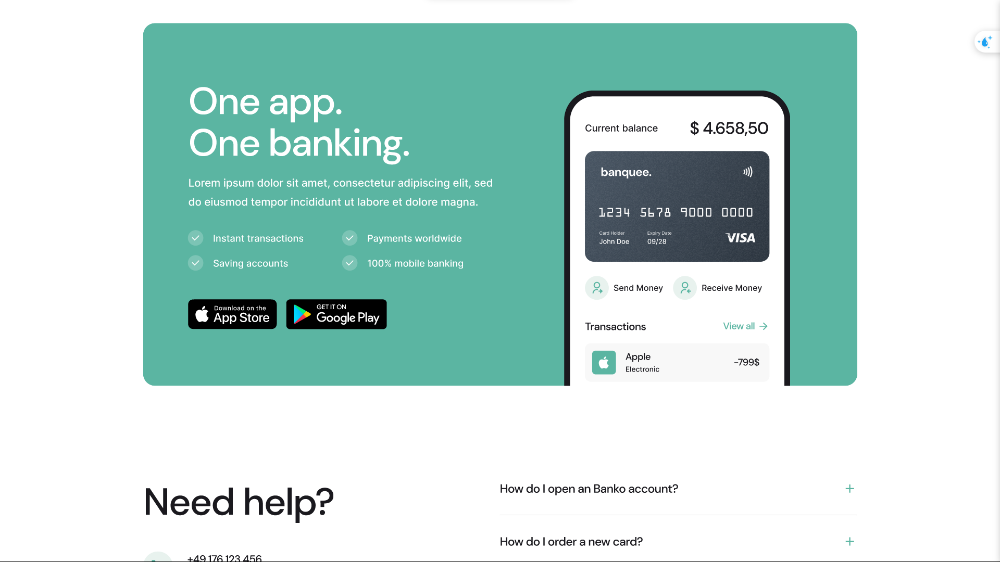 One app.
One banking.
Lorem ipsum dolor sit amet, consectetur adipiscing elit, sed
do eiusmod tempor incididunt ut labore et dolore magna.
Instant transactions
Payments worldwide
Saving accounts
100% mobile banking
Download on the
App Store
GET IT ON
Google Play
Current balance
$ 4.658,50
banquee.
1234 5678 9000 0000
Card Holder
John Doe
Expiry Date
09/28
VISA
Send Money
Receive Money
Transactions
View all
Apple
Electronic
-799$
Need help?
+49 176 123 456
How do I open an Banko account?
How do I order a new card?